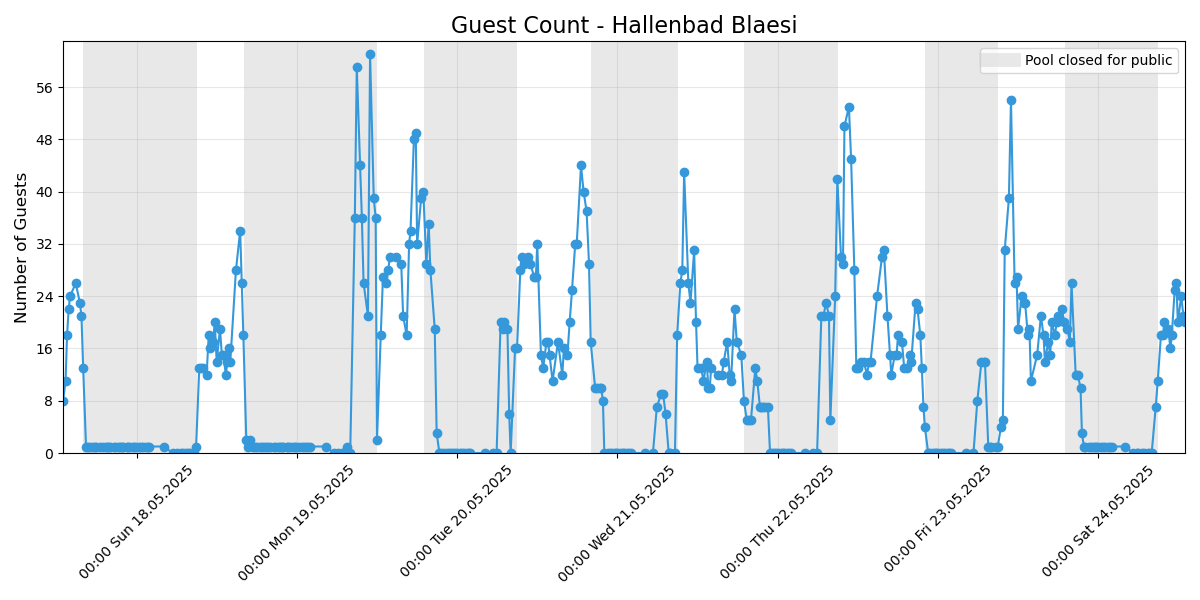 Guest Count - Hallenbad Blaesi
Pool closed for public
Number of Guests
56
48
40
32
24
16
8
0
00:00 Sun 18.05.2025
00:00 Mon 19.05.2025
00:00 Tue 20.05.2025
00:00 Wed 21.05.2025
00:00 Thu 22.05.2025
00:00 Fri 23.05.2025
00:00 Sat 24.05.2025